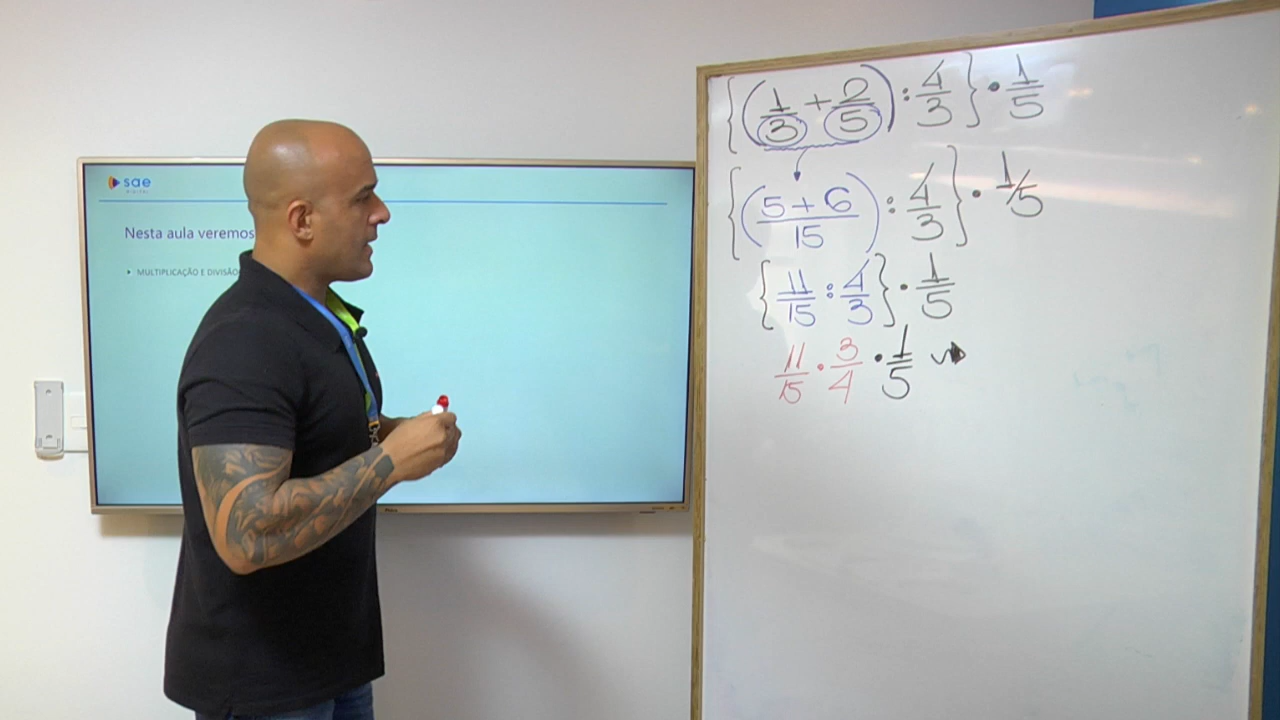 sae
DIGITAL
Nesta aula veremos
▸ MULTIPLICAÇÃO E DIVISÃO
{(1/3 + 2/5) : 4/3} • 1/5
{((5 + 6)/15) : 4/3} • 1/5
{11/15 : 4/3} • 1/5
11/15 • 3/4 • 1/5